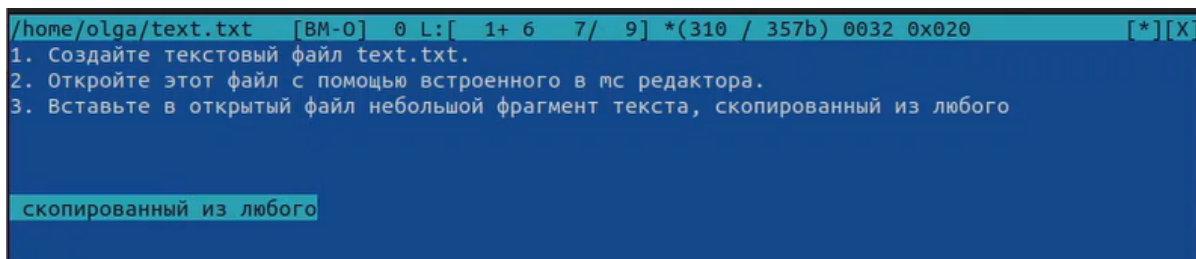 /home/olga/text.txt [BM-O] 0 L:[ 1+ 6 7/ 9] *(310 / 357b) 0032 0x020 [*][X]
1. Создайте текстовый файл text.txt.
2. Откройте этот файл с помощью встроенного в mc редактора.
3. Вставьте в открытый файл небольшой фрагмент текста, скопированный из любого
скопированный из любого